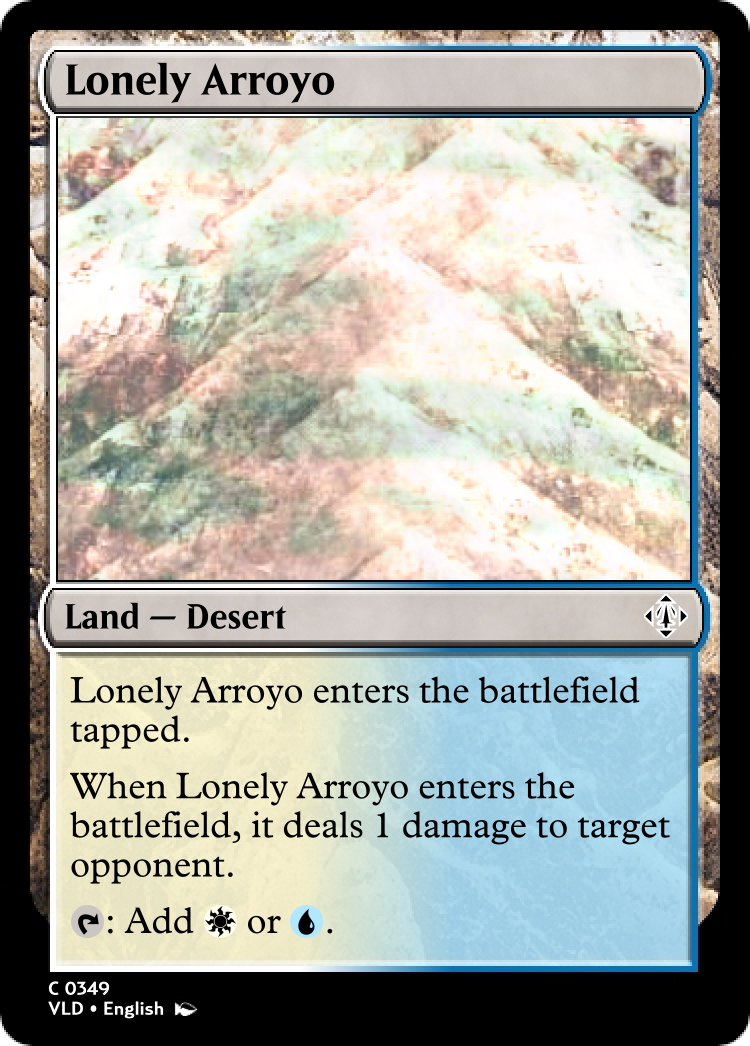 Lonely Arroyo
Land — Desert
Lonely Arroyo enters the battlefield
tapped.
When Lonely Arroyo enters the
battlefield, it deals 1 damage to target
opponent.
: Add or .
C 0349
VLD • English